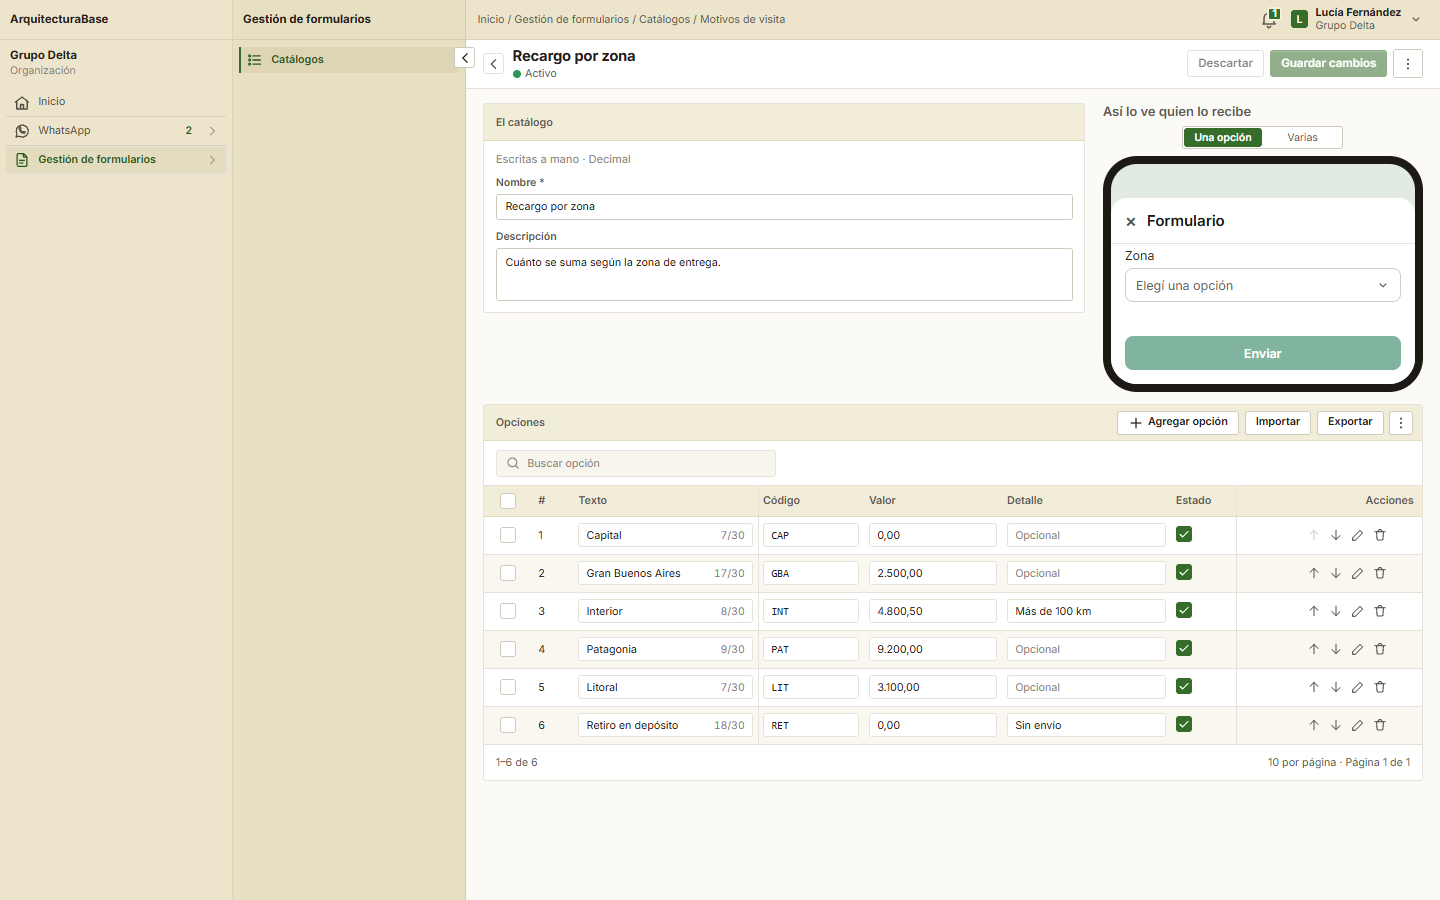 ArquitecturaBase
Gestión de formularios
Inicio / Gestión de formularios / Catálogos / Motivos de visita
1
L
Lucía Fernández
Grupo Delta
Grupo Delta
Organización
Inicio
WhatsApp 2
Gestión de formularios
Catálogos
Recargo por zona
Activo
Descartar
Guardar cambios
El catálogo
Escritas a mano · Decimal
Nombre *
Recargo por zona
Descripción
Cuánto se suma según la zona de entrega.
Así lo ve quien lo recibe
Una opción Varias
Formulario
Zona
Elegí una opción
Enviar
Opciones
Agregar opción
Importar
Exportar
Buscar opción
# Texto Código Valor Detalle Estado Acciones
1 Capital 7/30 CAP 0,00 Opcional
2 Gran Buenos Aires 17/30 GBA 2.500,00 Opcional
3 Interior 8/30 INT 4.800,50 Más de 100 km
4 Patagonia 9/30 PAT 9.200,00 Opcional
5 Litoral 7/30 LIT 3.100,00 Opcional
6 Retiro en depósito 18/30 RET 0,00 Sin envío
1–6 de 6
10 por página · Página 1 de 1